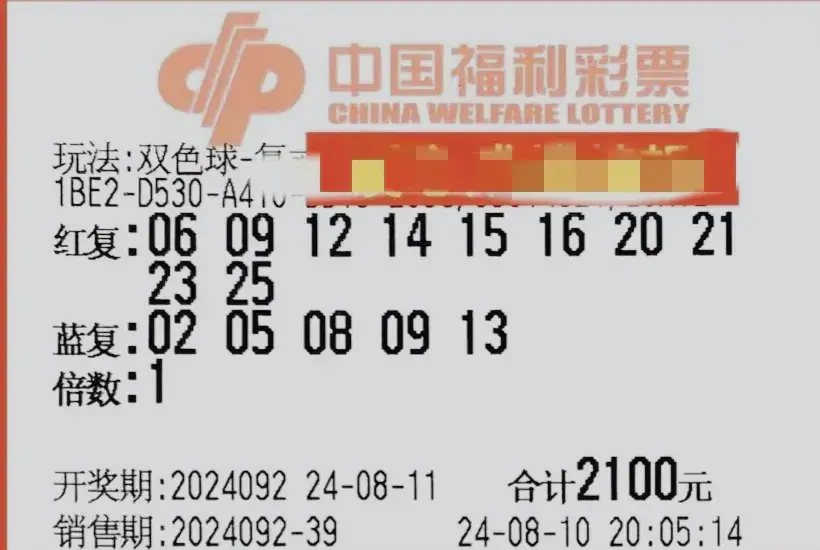 中国福利彩票
CHINA WELFARE LOTTERY
玩法:双色球-复
1BE2-D530-A410-
红复:06 09 12 14 15 16 20 21
23 25
蓝复:02 05 08 09 13
倍数:1
开奖期:2024092 24-08-11 合计2100元
销售期:2024092-39 24-08-10 20:05:14